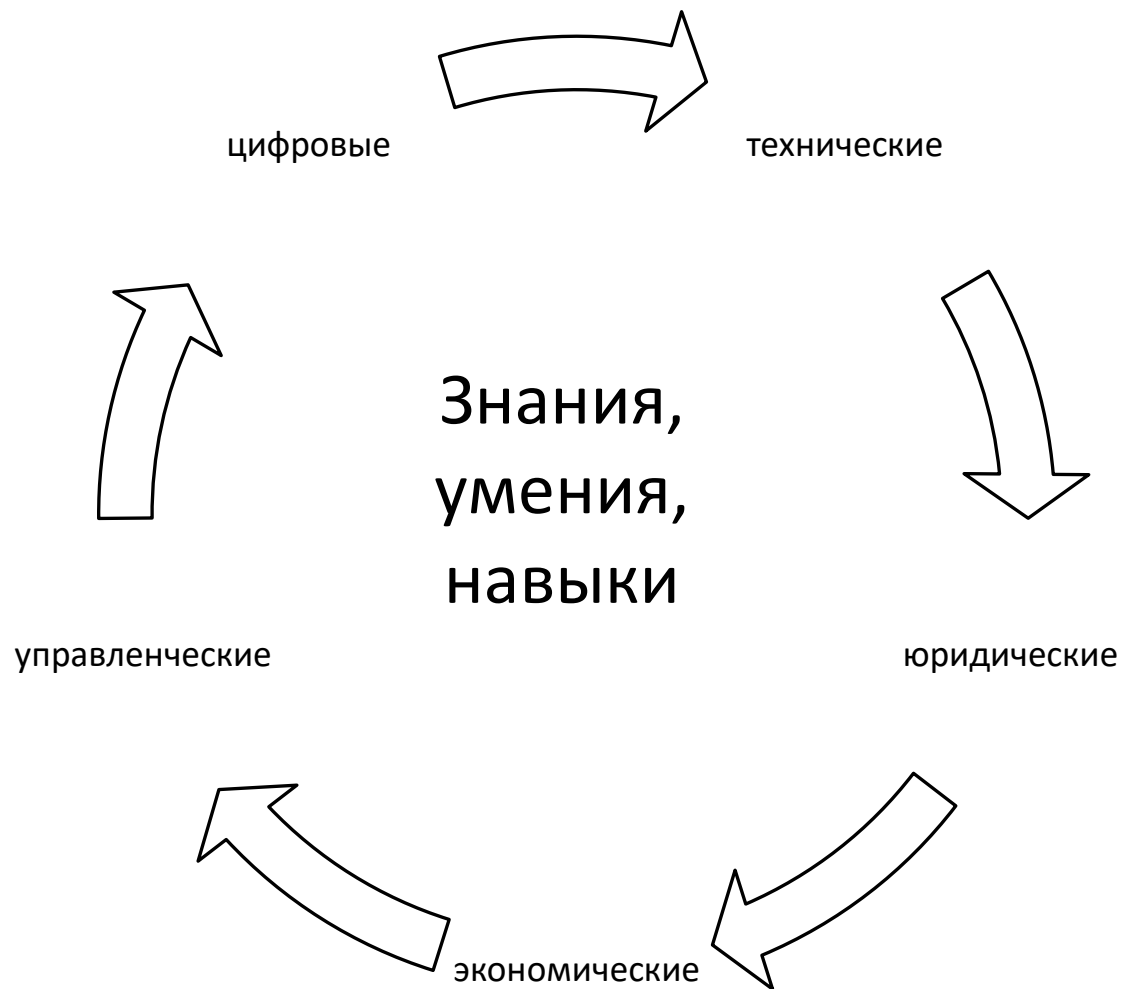 цифровые
технические
Знания,
умения,
навыки
управленческие
юридические
экономические